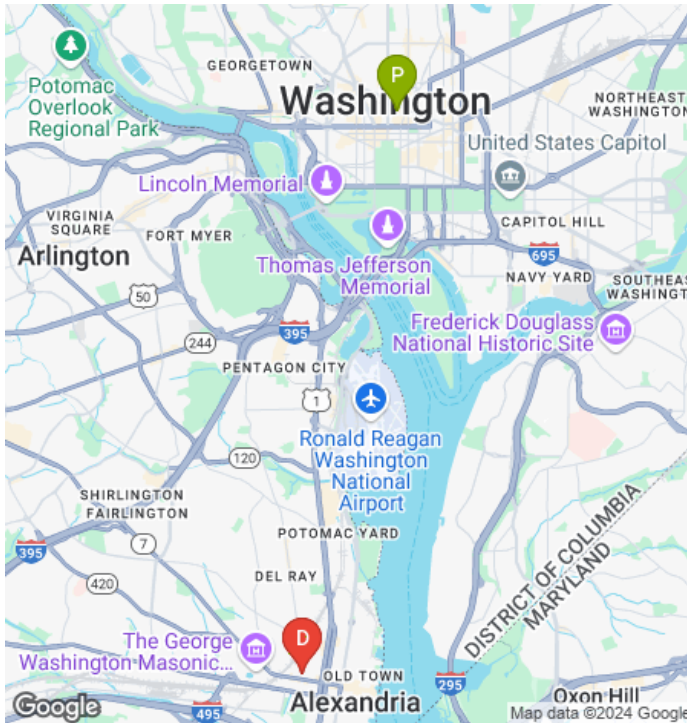 GEORGETOWN
P
Potomac
Overlook
Regional Park
Washington
NORTHEAST
WASHINGTON
United States Capitol
Lincoln Memorial
VIRGINIA
SQUARE
FORT MYER
CAPITOL HILL
Arlington
Thomas Jefferson
Memorial
695
NAVY YARD
SOUTHEAS
WASHINGT
50
Frederick Douglass
National Historic Site
395
244
PENTAGON CITY
1
Ronald Reagan
Washington
National
Airport
120
SHIRLINGTON
FAIRLINGTON
POTOMAC YARD
7
395
DISTRICT OF COLUMBIA
MARYLAND
420
DEL RAY
D
The George
Washington Masonic...
OLD TOWN
295
Oxon Hill
Alexandria
495
Google
Map data ©2024 Google